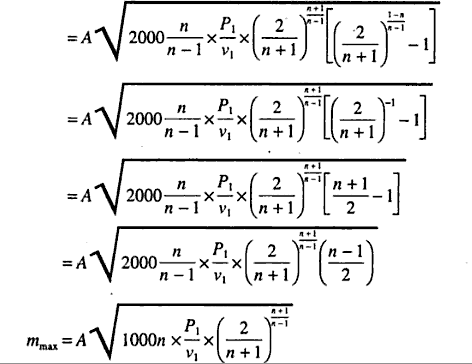 = A √(2000 n/(n−1) × P₁/v₁ × (2/(n+1))^((n+1)/(n−1)) [(2/(n+1))^((1−n)/(n−1)) − 1])
= A √(2000 n/(n−1) × P₁/v₁ × (2/(n+1))^((n+1)/(n−1)) [(2/(n+1))^(−1) − 1])
= A √(2000 n/(n−1) × P₁/v₁ × (2/(n+1))^((n+1)/(n−1)) [(n+1)/2 − 1])
= A √(2000 n/(n−1) × P₁/v₁ × (2/(n+1))^((n+1)/(n−1)) ((n−1)/2))
m_max = A √(1000n × P₁/v₁ × (2/(n+1))^((n+1)/(n−1)))